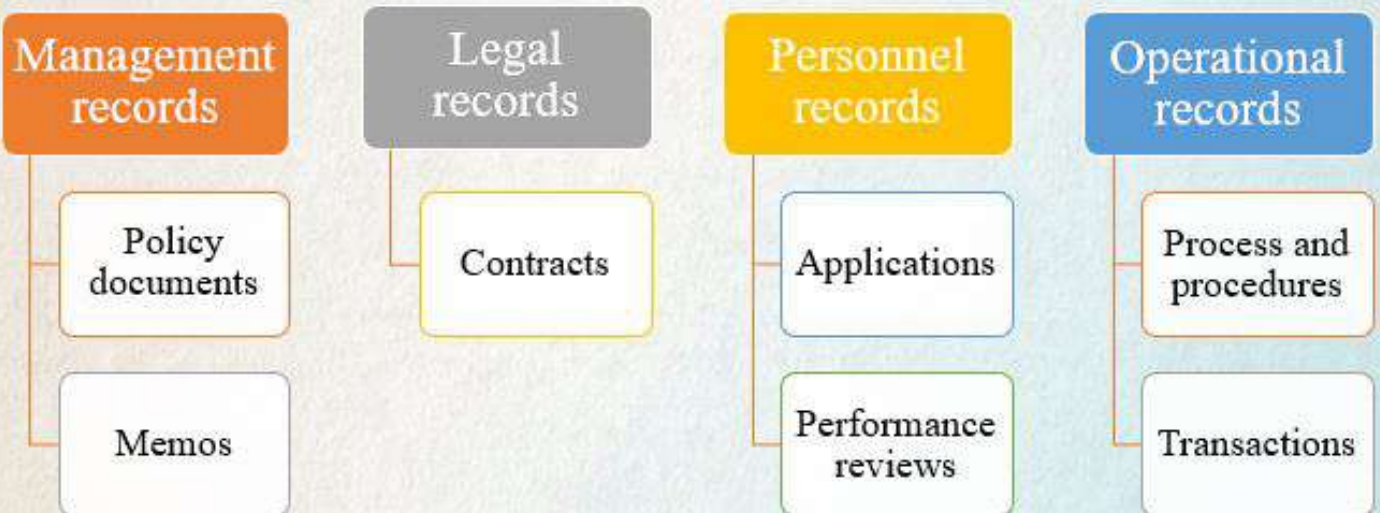 Management
records
Policy
documents
Memos
Legal
records
Contracts
Personnel
records
Applications
Performance
reviews
Operational
records
Process and
procedures
Transactions